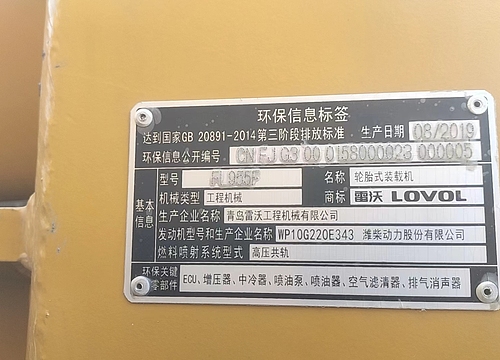 环保信息标签
达到国家GB 20891-2014第三阶段排放标准 生产日期 08/2019
环保信息公开编号 CN FJ G3 00 0158000023 000005
型号 FL955F 名称 轮胎式装载机
机械类型 工程机械 商标 雷沃 LOVOL
基本信息
生产企业名称 青岛雷沃工程机械有限公司
发动机型号和生产企业名称 WP10G220E343 潍柴动力股份有限公司
燃料喷射系统型式 高压共轨
环保关键零部件 ECU、增压器、中冷器、喷油泵、喷油器、空气滤清器、排气消声器